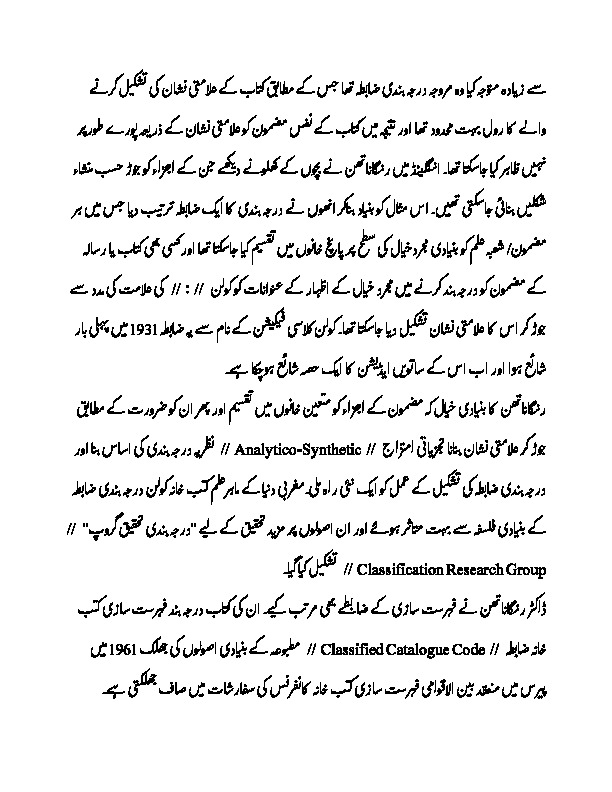 سے زیادہ متوجہ کیا وہ مروجہ درجہ بندی ضابطہ تھا جس کے مطابق کتاب کے علامتی نشان کی تشکیل کرنے
والے کا رول بہت محدود تھا اور نتیجہ میں کتاب کے نفس مضمون کو علامتی نشان کے ذریعہ پورے طور پر
نہیں ظاہر کیا جاسکتا تھا۔ انگلینڈ میں رنگاناتھن نے بچوں کے کھلونے دیکھے جن کے اجزاء کو جوڑ حسب منشاء
شکلیں بنائی جاسکتی تھیں۔ اس مثال کو بنیاد بناکر انھوں نے درجہ بندی کا ایک ضابطہ ترتیب دیا جس میں ہر
مضمون/ شعبہ علم کو بنیادی مجرد خیال کی سطح پر پانچ خانوں میں تقسیم کیا جاسکتا تھا اور کسی بھی کتاب یا رسالہ
کے مضمون کو درجہ بند کرنے میں مجرد خیال کے اظہار کے عنوانات کو کولن // : // کی علامت کی مدد سے
جوڑ کر اس کا علامتی نشان تشکیل دیا جاسکتا تھا۔ کولن کلاسی فیکیشن کے نام سے یہ ضابطہ 1931 میں پہلی بار
شائع ہوا اور اب اس کے ساتویں ایڈیشن کا ایک حصہ شائع ہوچکا ہے۔
رنگاناتھن کا بنیادی خیال کہ مضمون کے اجزاء کو متعین خانوں میں تقسیم اور پھر ان کو ضرورت کے مطابق
جوڑ کر علامتی نشان بنانا تجزیاتی امتزاج // Analytico-Synthetic // نظریہ درجہ بندی کی اساس بنا اور
درجہ بندی ضابطہ کی تشکیل کے عمل کو ایک نئی راہ ملی۔ مغربی دنیا کے ماہر علم کتب خانہ کولن درجہ بندی ضابطہ
کے بنیادی فلسفہ سے بہت متاثر ہوئے اور ان اصولوں پر مزید تحقیق کے لیے "درجہ بندی تحقیق گروپ" //
Classification Research Group // تشکیل کیا گیا۔
ڈاکٹر رنگاناتھن نے فہرست سازی کے ضابطے بھی مرتب کیے۔ ان کی کتاب درجہ بند فہرست سازی کتب
خانہ ضابطہ // Classified Catalogue Code // مطبوعہ کے بنیادی اصولوں کی جھلک 1961 میں
پیرس میں منعقد بین الاقوامی فہرست سازی کتب خانہ کانفرنس کی سفارشات میں صاف جھلکتی ہے۔